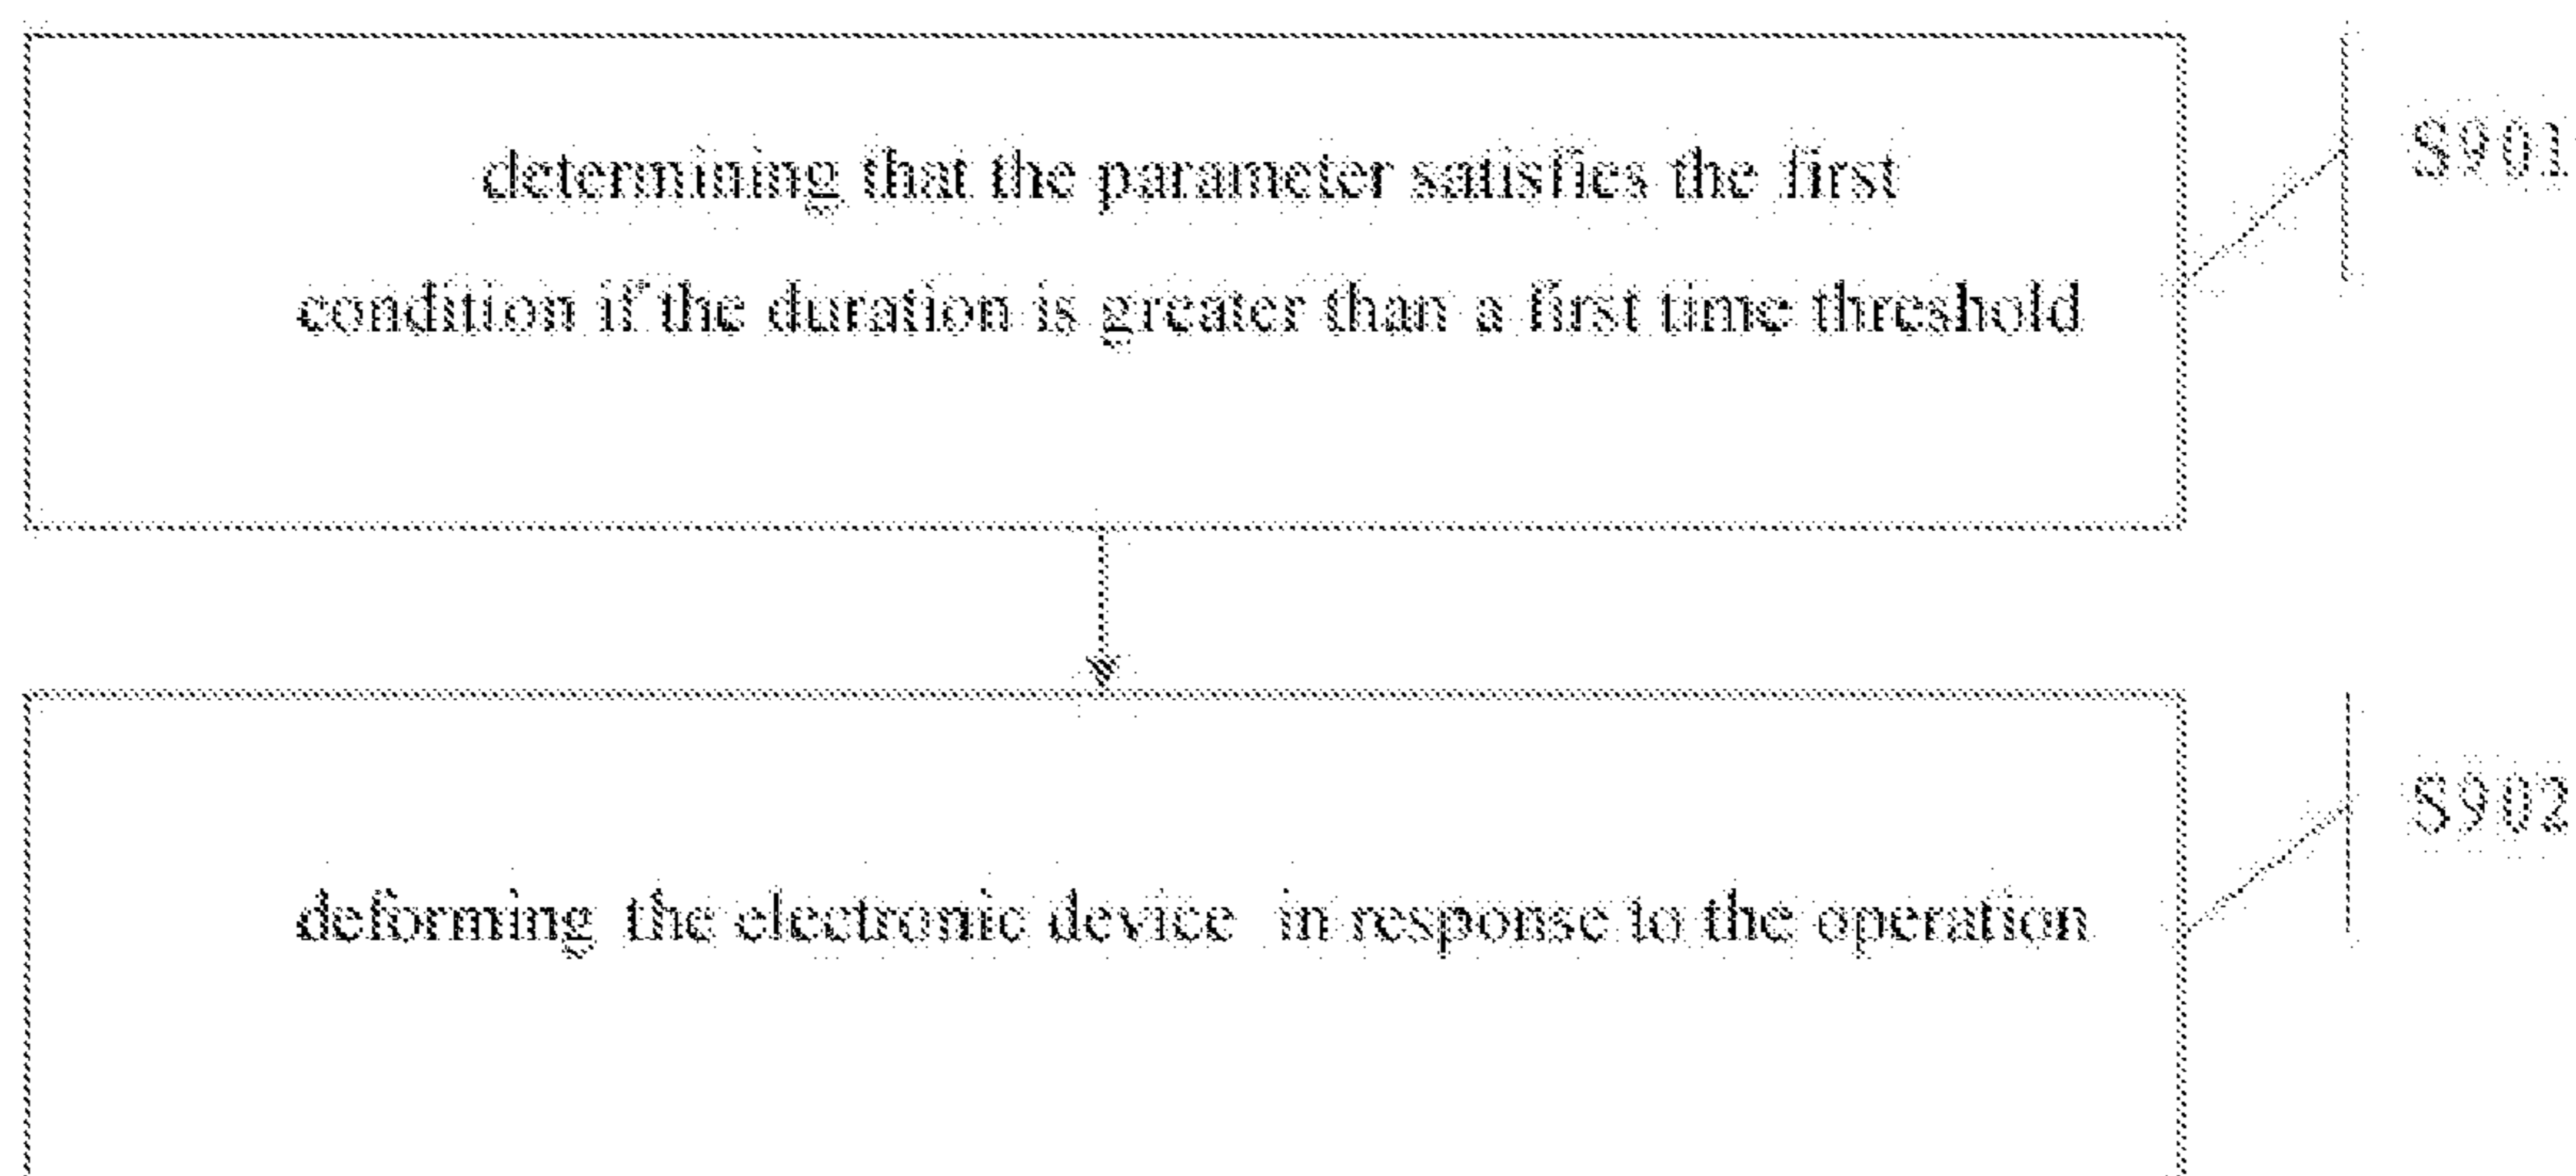 determining that the parameter satisfies the first
condition if the duration is greater than a first time threshold
S901
deforming the electronic device in response to the operation
S902